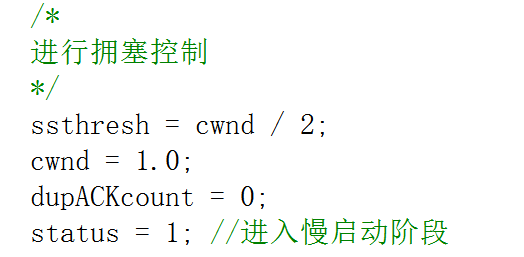 /*
进行拥塞控制
*/
ssthresh = cwnd / 2;
cwnd = 1.0;
dupACKcount = 0;
status = 1; //进入慢启动阶段